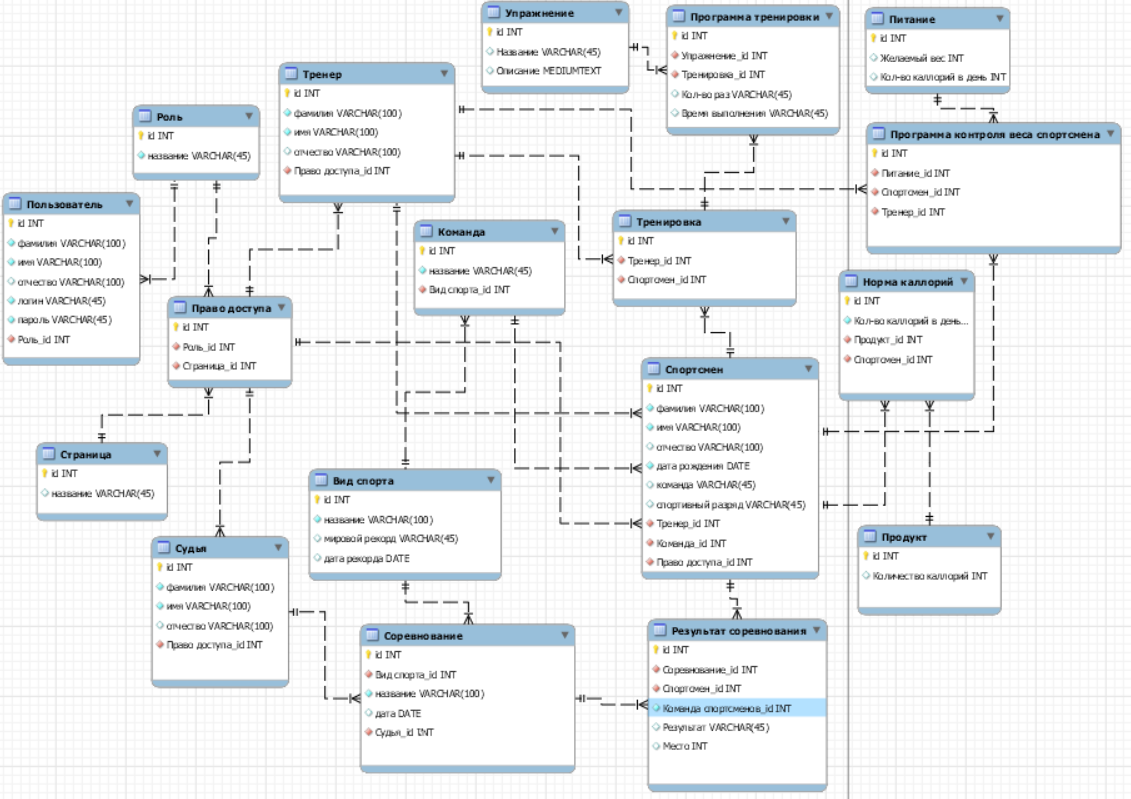 Упражнение
id INT
Название VARCHAR(45)
Описание MEDIUMTEXT
Программа тренировки
id INT
Упражнение_id INT
Тренировка_id INT
Кол-во раз VARCHAR(45)
Время выполнения VARCHAR(45)
Питание
id INT
Желаемый вес INT
Кол-во каллорий в день INT
Тренер
id INT
фамилия VARCHAR(100)
имя VARCHAR(100)
отчество VARCHAR(100)
Право доступа_id INT
Роль
id INT
название VARCHAR(45)
Программа контроля веса спортсмена
id INT
Питание_id INT
Спортсмен_id INT
Тренер_id INT
Пользователь
id INT
фамилия VARCHAR(100)
имя VARCHAR(100)
отчество VARCHAR(100)
логин VARCHAR(45)
пароль VARCHAR(45)
Роль_id INT
Команда
id INT
название VARCHAR(45)
Вид спорта_id INT
Тренировка
id INT
Тренер_id INT
Спортсмен_id INT
Норма каллорий
id INT
Кол-во каллорий в день...
Продукт_id INT
Спортсмен_id INT
Право доступа
id INT
Роль_id INT
Страница_id INT
Спортсмен
id INT
фамилия VARCHAR(100)
имя VARCHAR(100)
отчество VARCHAR(100)
дата рождения DATE
команда VARCHAR(45)
спортивный разряд VARCHAR(45)
Тренер_id INT
Команда_id INT
Право доступа_id INT
Страница
id INT
название VARCHAR(45)
Вид спорта
id INT
название VARCHAR(100)
мировой рекорд VARCHAR(45)
дата рекорда DATE
Продукт
id INT
Количество каллорий INT
Судья
id INT
фамилия VARCHAR(100)
имя VARCHAR(100)
отчество VARCHAR(100)
Право доступа_id INT
Соревнование
id INT
Вид спорта_id INT
название VARCHAR(100)
дата DATE
Судья_id INT
Результат соревнования
id INT
Соревнование_id INT
Спортсмен_id INT
Команда спортсменов_id INT
Результат VARCHAR(45)
Место INT